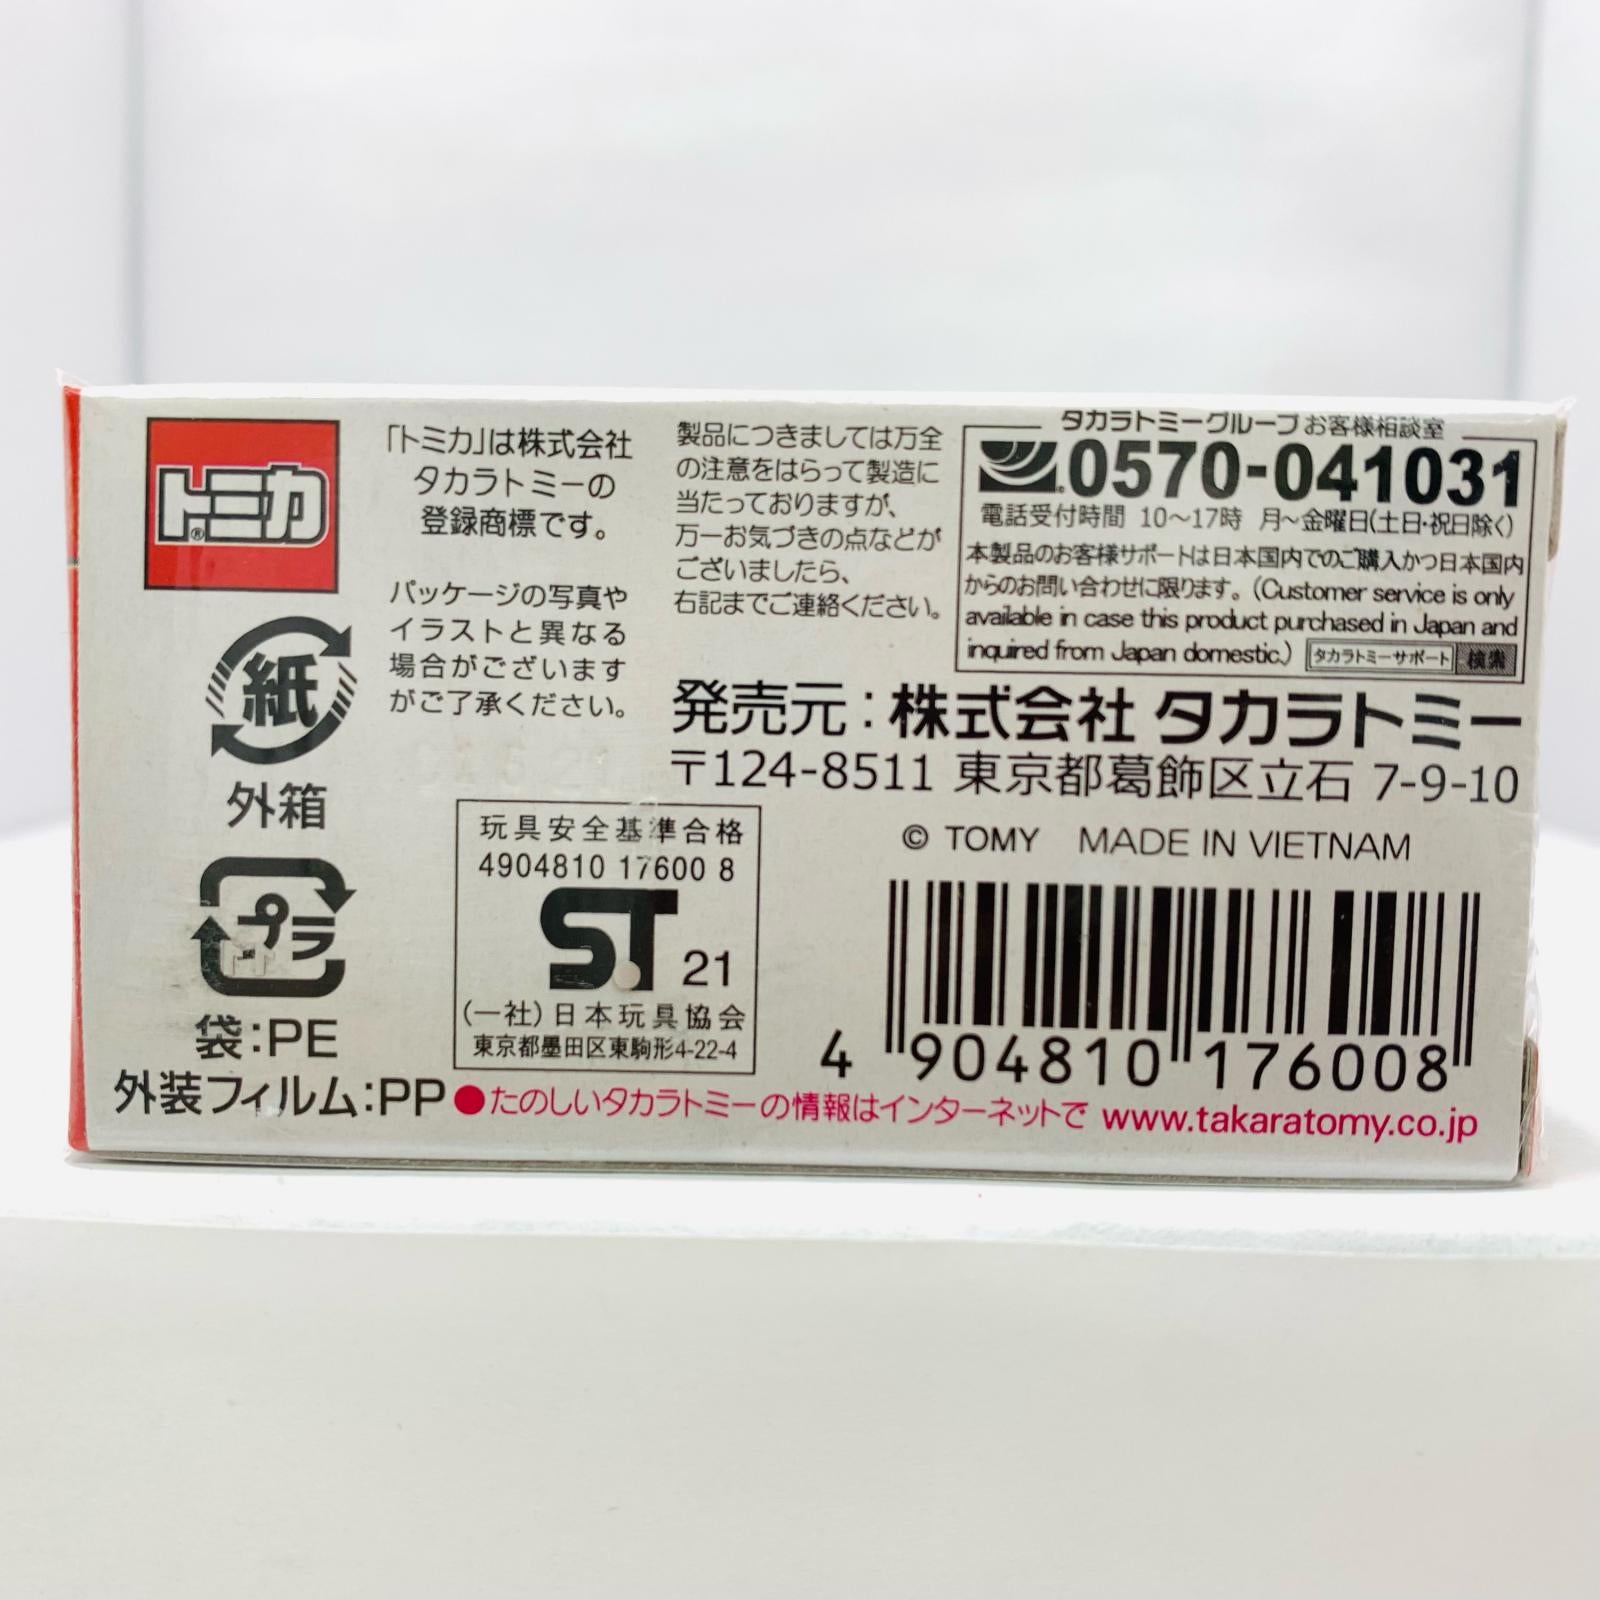 トミカ®
「トミカ」は株式会社
タカラトミーの
登録商標です。
パッケージの写真や
イラストと異なる
場合がございます
がご了承ください。
製品につきましては万全
の注意をはらって製造に
当たっておりますが、
万一お気づきの点などが
ございましたら、
右記までご連絡ください。
タカラトミーグループお客様相談室
0570-041031
電話受付時間 10～17時 月～金曜日(土日・祝日除く)
本製品のお客様サポートは日本国内でのご購入かつ日本国内
からのお問い合わせに限ります。(Customer service is only
available in case this product purchased in Japan and
inquired from Japan domestic.) タカラトミーサポート 検索
発売元：株式会社 タカラトミー
〒124-8511 東京都葛飾区立石 7-9-10
© TOMY MADE IN VIETNAM
紙
外箱
プラ
袋:PE
外装フィルム:PP
玩具安全基準合格
4904810 17600 8
ST 21
(一社)日本玩具協会
東京都墨田区東駒形4-22-4
4 904810 176008
●たのしいタカラトミーの情報はインターネットで www.takaratomy.co.jp